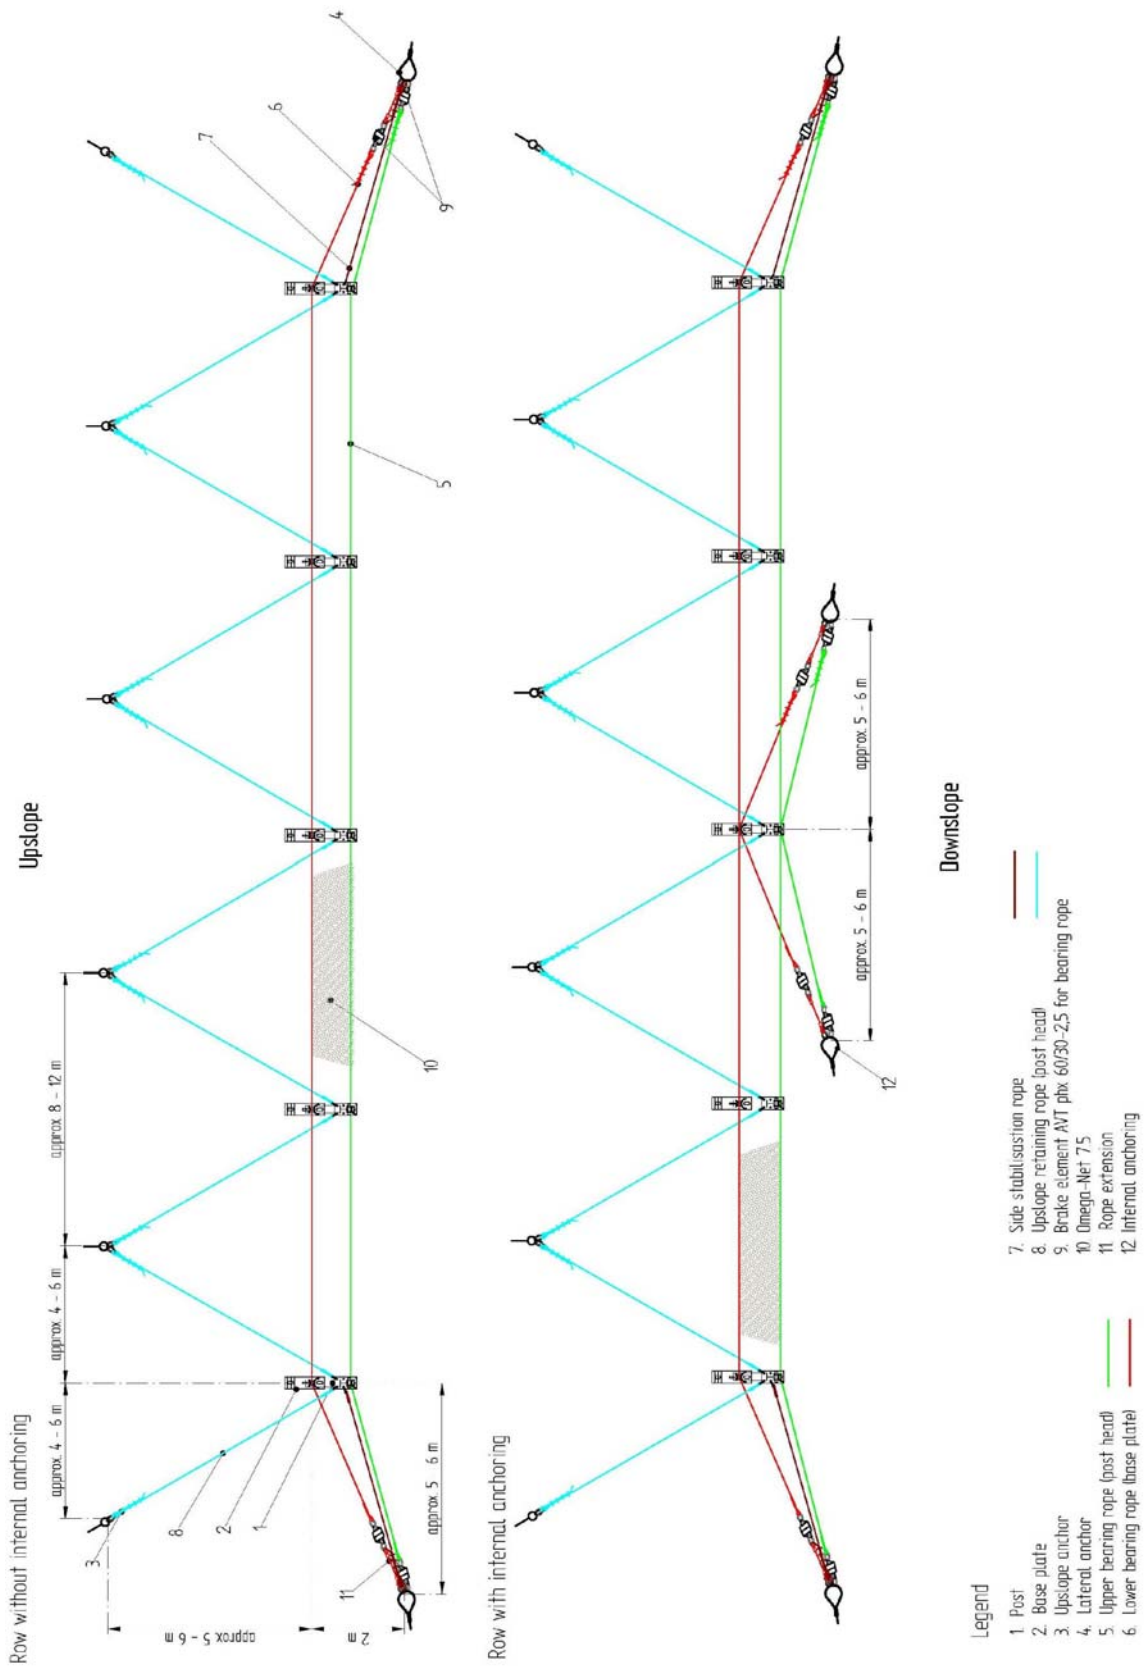 Upslope
Row without internal anchoring
approx. 4 - 6 m
approx. 4 - 6 m
approx. 8 - 12 m
approx. 5 - 6 m
2 m
approx. 5 6 m
3
8
2
1
11
10
5
7
6
4
9
Row with internal anchoring
approx. 5 - 6 m
approx. 5 - 6 m
12
Downslope
Legend
1 Post
2. Base plate
3. Upslope anchor
4. Lateral anchor
5. Upper bearing rope (post head)
6. Lower bearing rope (base plate)
7. Side stabilisastion rope
8. Upslope retaining rope (post head)
9. Brake element AVT phx 60/30-2,5 for bearing rope
10 Omega-Net 7.5
11 Rope extension
12. Internal anchoring